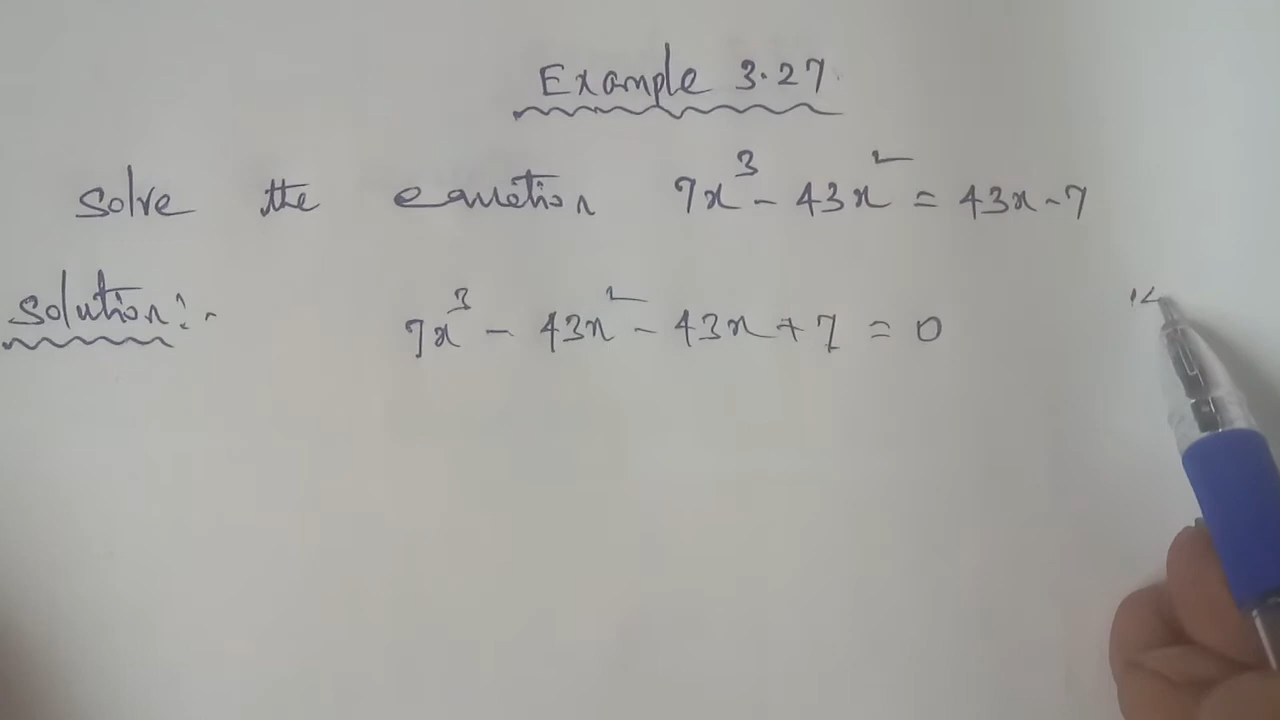 Example 3.27
Solve the equation 7x³ - 43x² = 43x - 7
Solution:-
7x³ - 43x² - 43x + 7 = 0